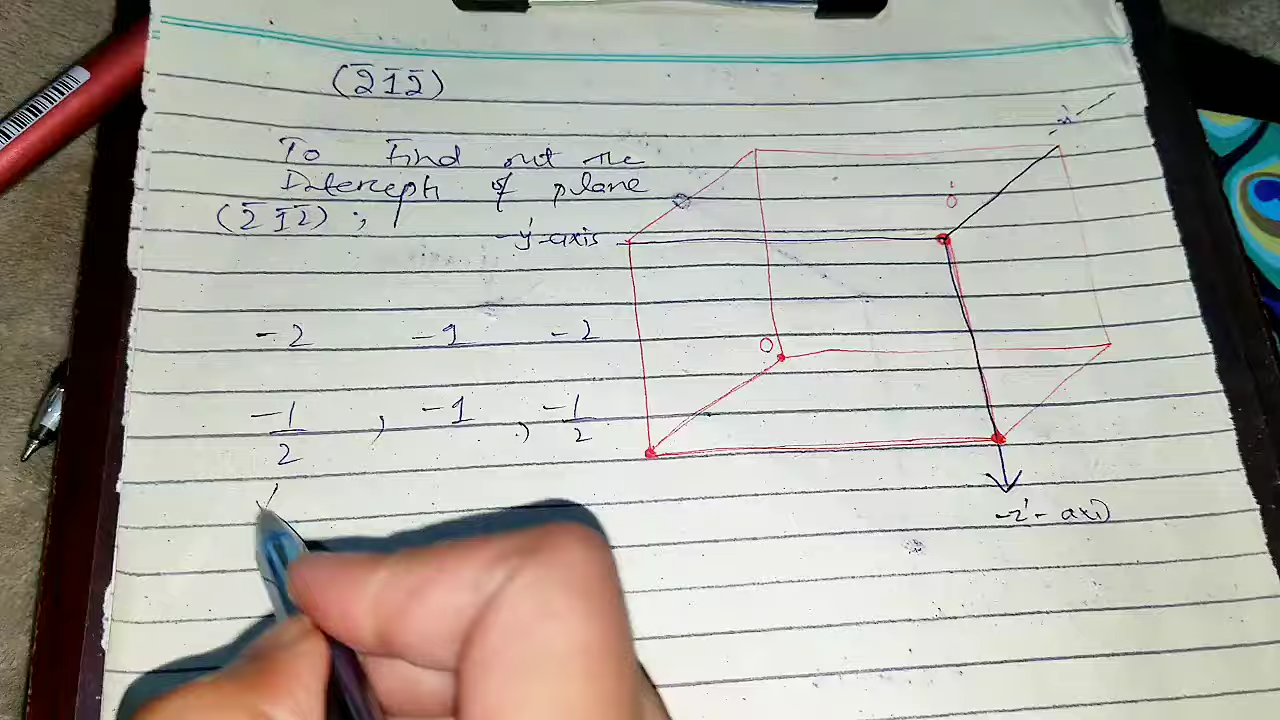 (2̅ 1̅ 2̅)
To Find out the
Intercepts of plane
(2̅ 1̅ 2̅) ;
-y'-axis
-2 -1 -2
-1/2 , -1 , -1/2
O'
O
-z'-axis